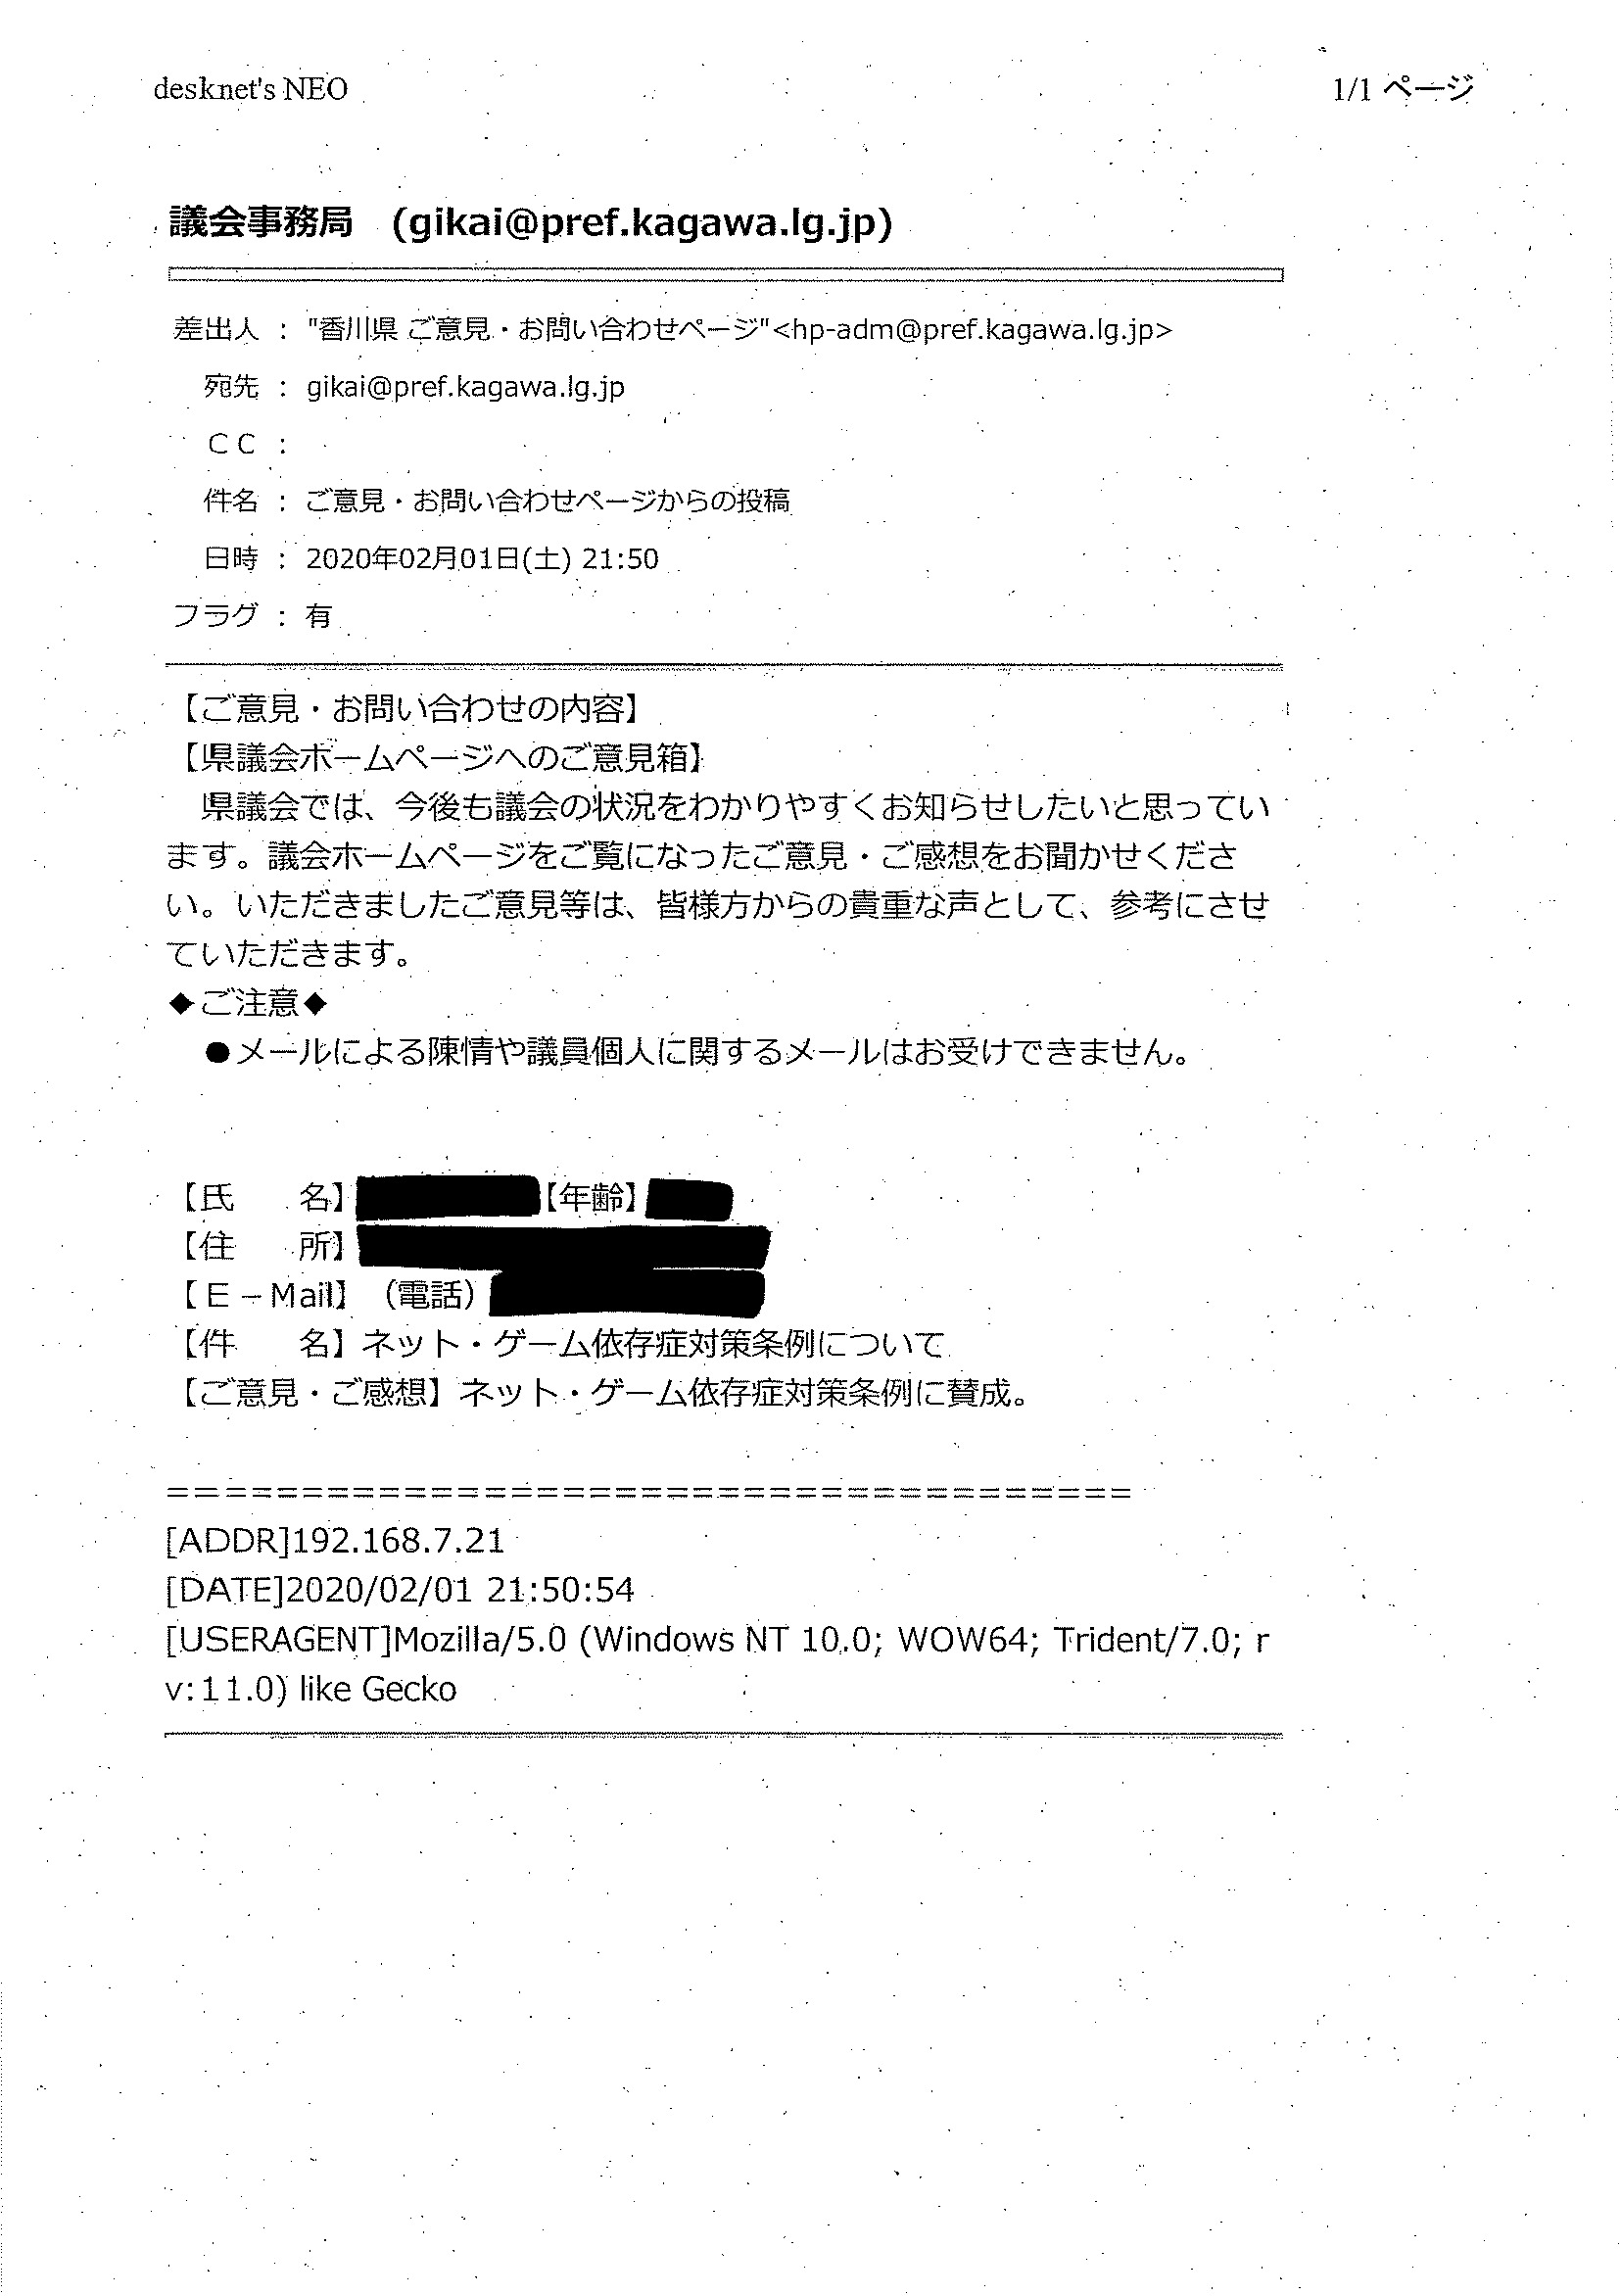 desknet's NEO
1/1 ページ
議会事務局 (gikai@pref.kagawa.lg.jp)
差出人 : "香川県 ご意見・お問い合わせページ"<hp-adm@pref.kagawa.lg.jp>
宛先 : gikai@pref.kagawa.lg.jp
ＣＣ :
件名 : ご意見・お問い合わせページからの投稿
日時 : 2020年02月01日(土) 21:50
フラグ : 有
【ご意見・お問い合わせの内容】
【県議会ホームページへのご意見箱】
　県議会では、今後も議会の状況をわかりやすくお知らせしたいと思ってい
ます。議会ホームページをご覧になったご意見・ご感想をお聞かせくださ
い。いただきましたご意見等は、皆様方からの貴重な声として、参考にさせ
ていただきます。
◆ご注意◆
　●メールによる陳情や議員個人に関するメールはお受けできません。
【氏　　名】【年齢】
【住　　所】
【Ｅ－Mail】（電話）
【件　　名】ネット・ゲーム依存症対策条例について
【ご意見・ご感想】ネット・ゲーム依存症対策条例に賛成。
=====================================
[ADDR]192.168.7.21
[DATE]2020/02/01 21:50:54
[USERAGENT]Mozilla/5.0 (Windows NT 10.0; WOW64; Trident/7.0; r
v:11.0) like Gecko